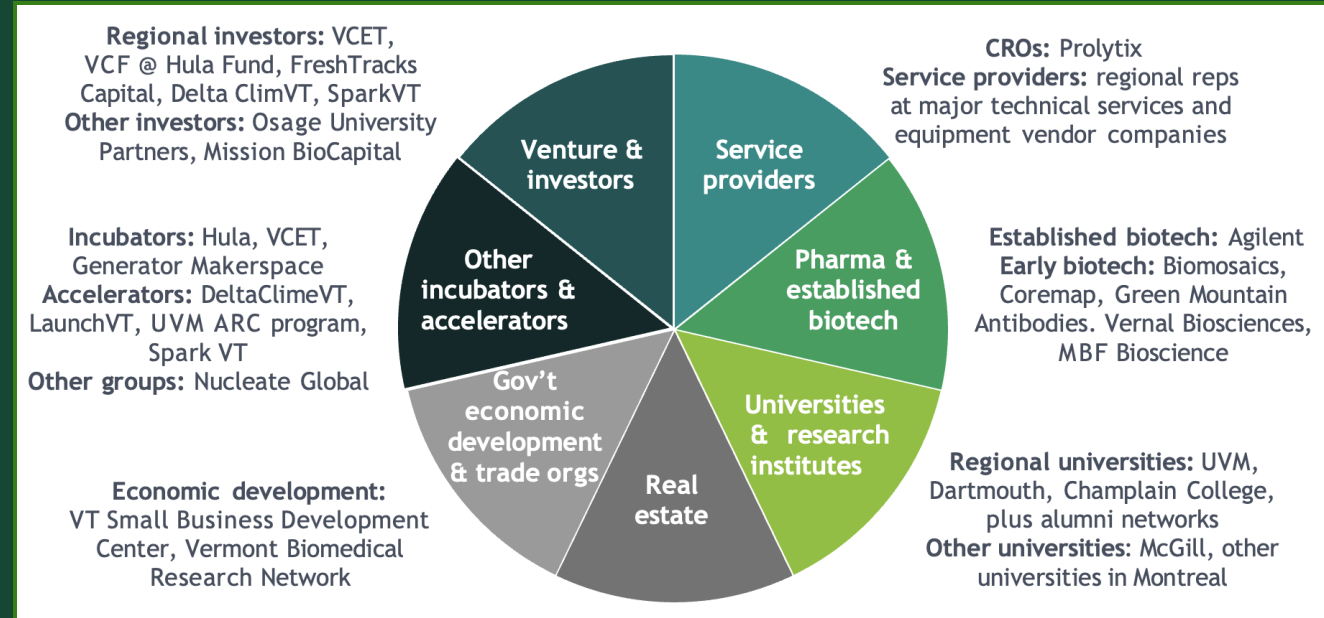 Regional investors: VCET,
VCF @ Hula Fund, FreshTracks
Capital, Delta ClimVT, SparkVT
Other investors: Osage University
Partners, Mission BioCapital
CROs: Prolytix
Service providers: regional reps
at major technical services and
equipment vendor companies
Venture &
investors
Service
providers
Incubators: Hula, VCET,
Generator Makerspace
Accelerators: DeltaClimeVT,
LaunchVT, UVM ARC program,
Spark VT
Other groups: Nucleate Global
Other
incubators &
accelerators
Pharma &
established
biotech
Established biotech: Agilent
Early biotech: Biomosaics,
Coremap, Green Mountain
Antibodies. Vernal Biosciences,
MBF Bioscience
Gov't
economic
development
& trade orgs
Real
estate
Universities
& research
institutes
Economic development:
VT Small Business Development
Center, Vermont Biomedical
Research Network
Regional universities: UVM,
Dartmouth, Champlain College,
plus alumni networks
Other universities: McGill, other
universities in Montreal